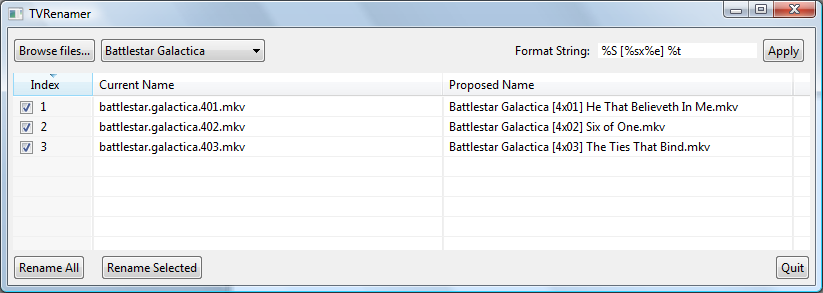 TVRenamer
Browse files... Battlestar Galactica Format String: %S [%sx%e] %t Apply
Index Current Name Proposed Name
1 battlestar.galactica.401.mkv Battlestar Galactica [4x01] He That Believeth In Me.mkv
2 battlestar.galactica.402.mkv Battlestar Galactica [4x02] Six of One.mkv
3 battlestar.galactica.403.mkv Battlestar Galactica [4x03] The Ties That Bind.mkv
Rename All Rename Selected Quit